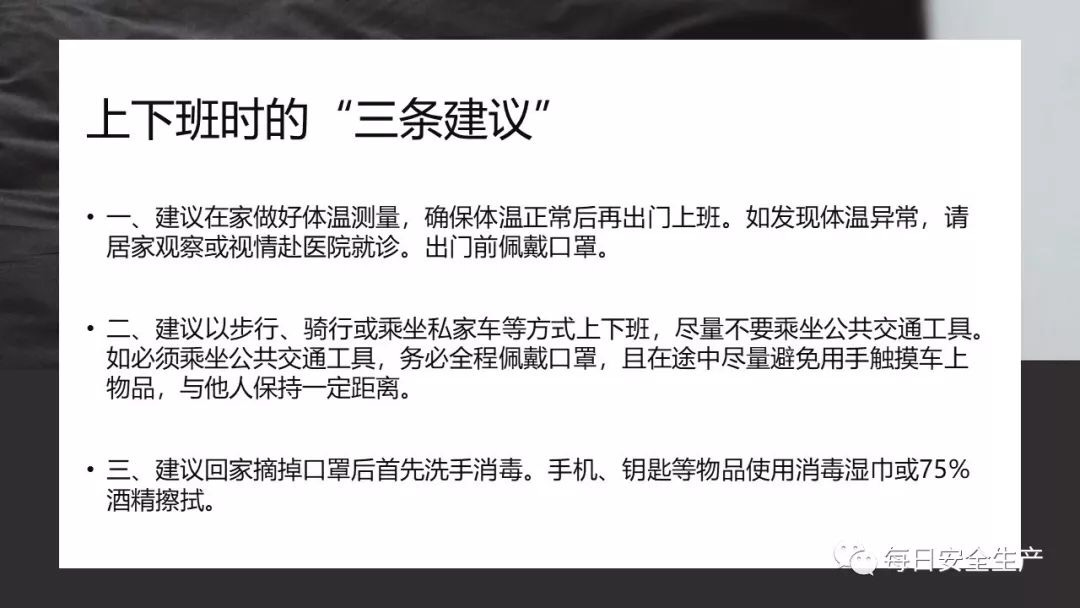 上下班时的“三条建议”
• 一、建议在家做好体温测量，确保体温正常后再出门上班。如发现体温异常，请
居家观察或视情赴医院就诊。出门前佩戴口罩。
• 二、建议以步行、骑行或乘坐私家车等方式上下班，尽量不要乘坐公共交通工具。
如必须乘坐公共交通工具，务必全程佩戴口罩，且在途中尽量避免用手触摸车上
物品，与他人保持一定距离。
• 三、建议回家摘掉口罩后首先洗手消毒。手机、钥匙等物品使用消毒湿巾或75%
酒精擦拭。
每日安全生产